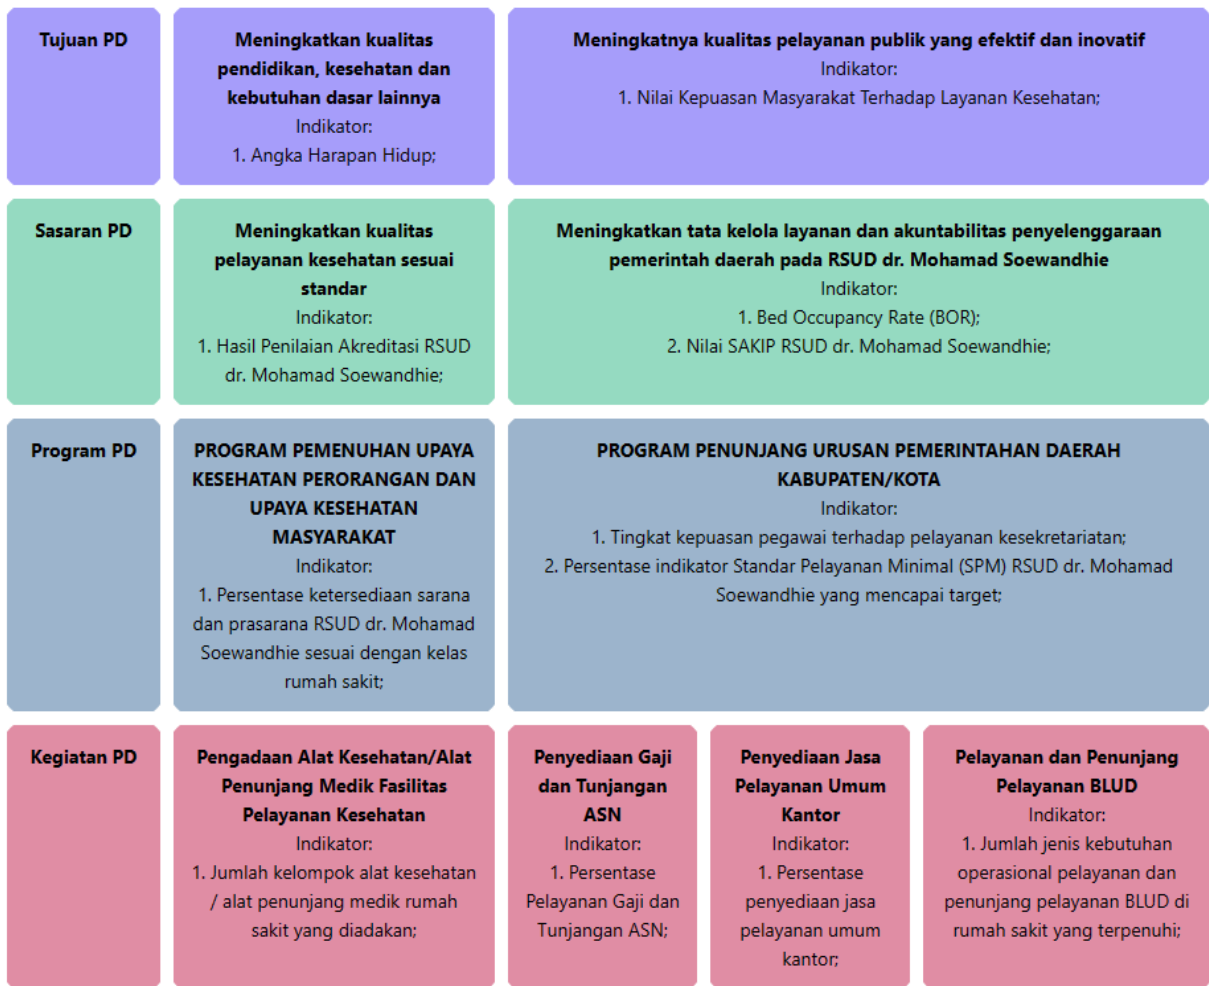 Tujuan PD
Meningkatkan kualitas
pendidikan, kesehatan dan
kebutuhan dasar lainnya
Indikator:
1. Angka Harapan Hidup;
Meningkatnya kualitas pelayanan publik yang efektif dan inovatif
Indikator:
1. Nilai Kepuasan Masyarakat Terhadap Layanan Kesehatan;
Sasaran PD
Meningkatkan kualitas
pelayanan kesehatan sesuai
standar
Indikator:
1. Hasil Penilaian Akreditasi RSUD
dr. Mohamad Soewandhie;
Meningkatkan tata kelola layanan dan akuntabilitas penyelenggaraan
pemerintah daerah pada RSUD dr. Mohamad Soewandhie
Indikator:
1. Bed Occupancy Rate (BOR);
2. Nilai SAKIP RSUD dr. Mohamad Soewandhie;
Program PD
PROGRAM PEMENUHAN UPAYA
KESEHATAN PERORANGAN DAN
UPAYA KESEHATAN
MASYARAKAT
Indikator:
1. Persentase ketersediaan sarana
dan prasarana RSUD dr. Mohamad
Soewandhie sesuai dengan kelas
rumah sakit;
PROGRAM PENUNJANG URUSAN PEMERINTAHAN DAERAH
KABUPATEN/KOTA
Indikator:
1. Tingkat kepuasan pegawai terhadap pelayanan kesekretariatan;
2. Persentase indikator Standar Pelayanan Minimal (SPM) RSUD dr. Mohamad
Soewandhie yang mencapai target;
Kegiatan PD
Pengadaan Alat Kesehatan/Alat
Penunjang Medik Fasilitas
Pelayanan Kesehatan
Indikator:
1. Jumlah kelompok alat kesehatan
/ alat penunjang medik rumah
sakit yang diadakan;
Penyediaan Gaji
dan Tunjangan
ASN
Indikator:
1. Persentase
Pelayanan Gaji dan
Tunjangan ASN;
Penyediaan Jasa
Pelayanan Umum
Kantor
Indikator:
1. Persentase
penyediaan jasa
pelayanan umum
kantor;
Pelayanan dan Penunjang
Pelayanan BLUD
Indikator:
1. Jumlah jenis kebutuhan
operasional pelayanan dan
penunjang pelayanan BLUD di
rumah sakit yang terpenuhi;